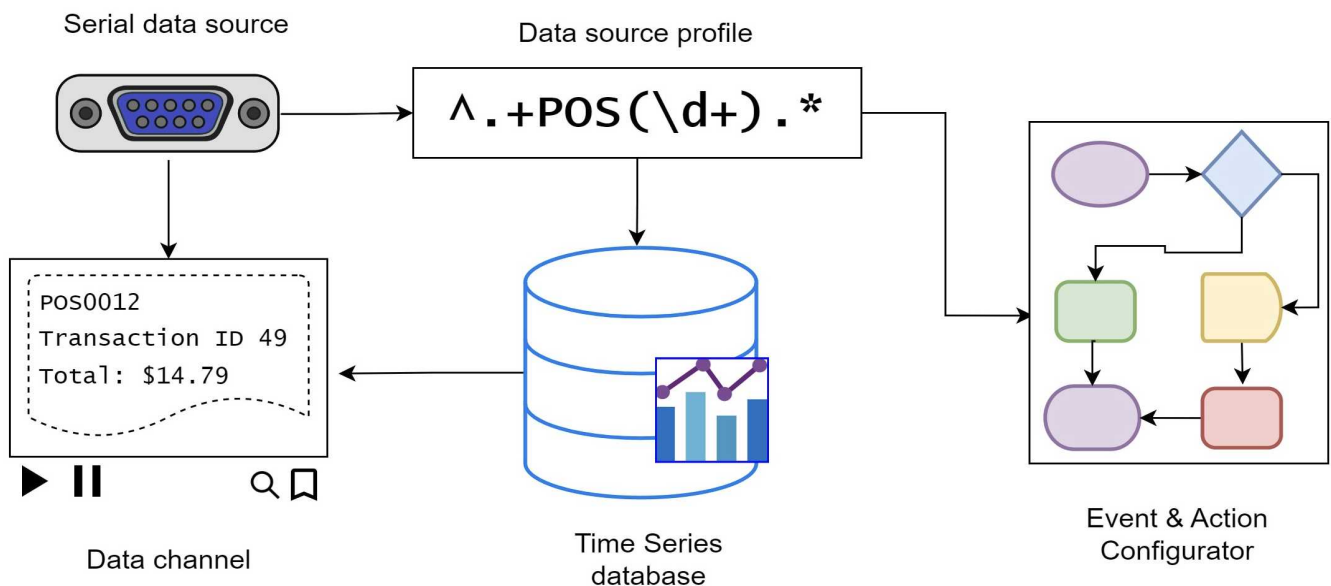 Serial data source
Data source profile
^.+POS(\d+).*
POS0012
Transaction ID 49
Total: $14.79
Data channel
Time Series
database
Event & Action
Configurator